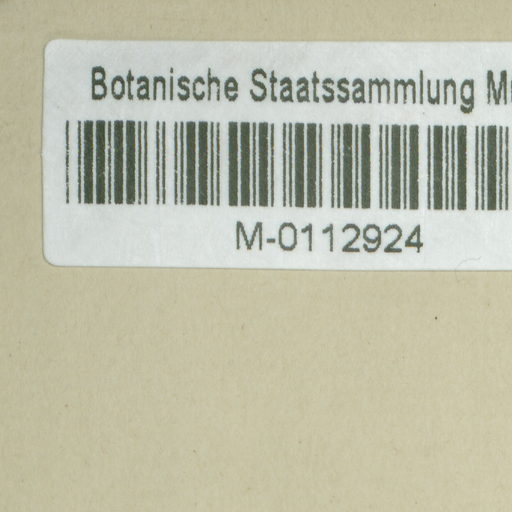 Botanische Staatssammlung
M-0112924